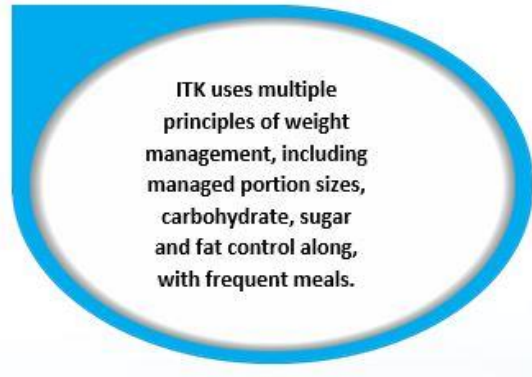 ITK uses multiple
principles of weight
management, including
managed portion sizes,
carbohydrate, sugar
and fat control along,
with frequent meals.